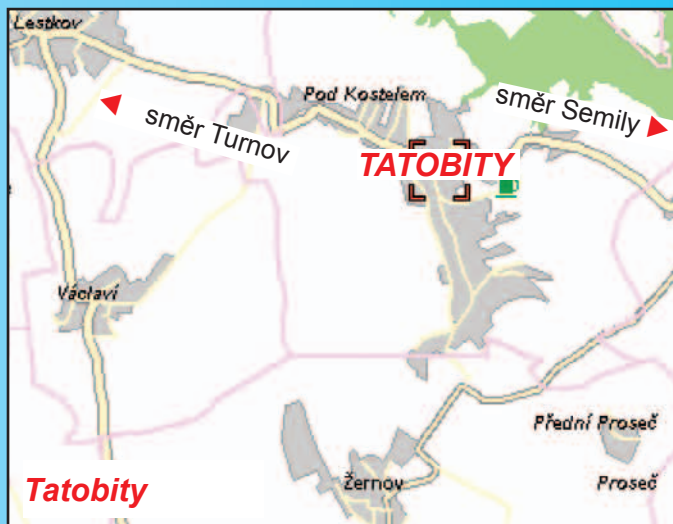 Lestkov
Pod Kostelem
směr Semily
směr Turnov
TATOBITY
Václaví
Přední Proseč
Žernov
Proseč
Tatobity